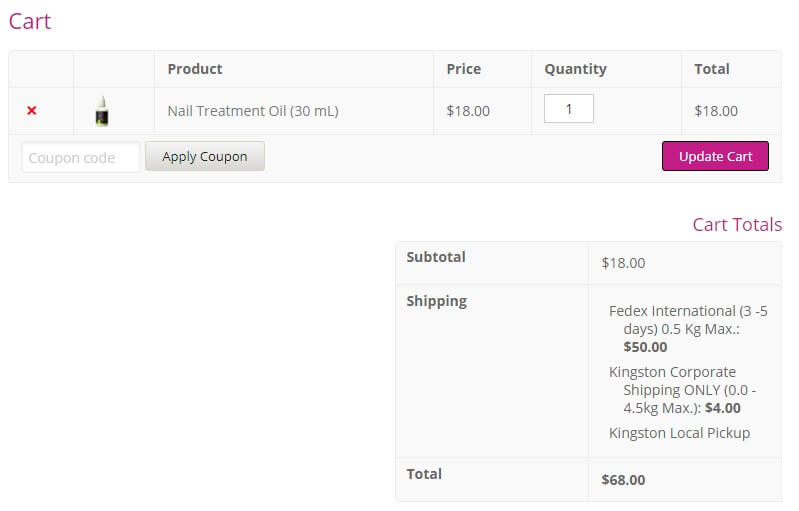 Cart
Product Price Quantity Total
× Nail Treatment Oil (30 mL) $18.00 1 $18.00
Coupon code Apply Coupon Update Cart
Cart Totals
Subtotal $18.00
Shipping
Fedex International (3 -5
days) 0.5 Kg Max.:
$50.00
Kingston Corporate
Shipping ONLY (0.0 -
4.5kg Max.): $4.00
Kingston Local Pickup
Total $68.00